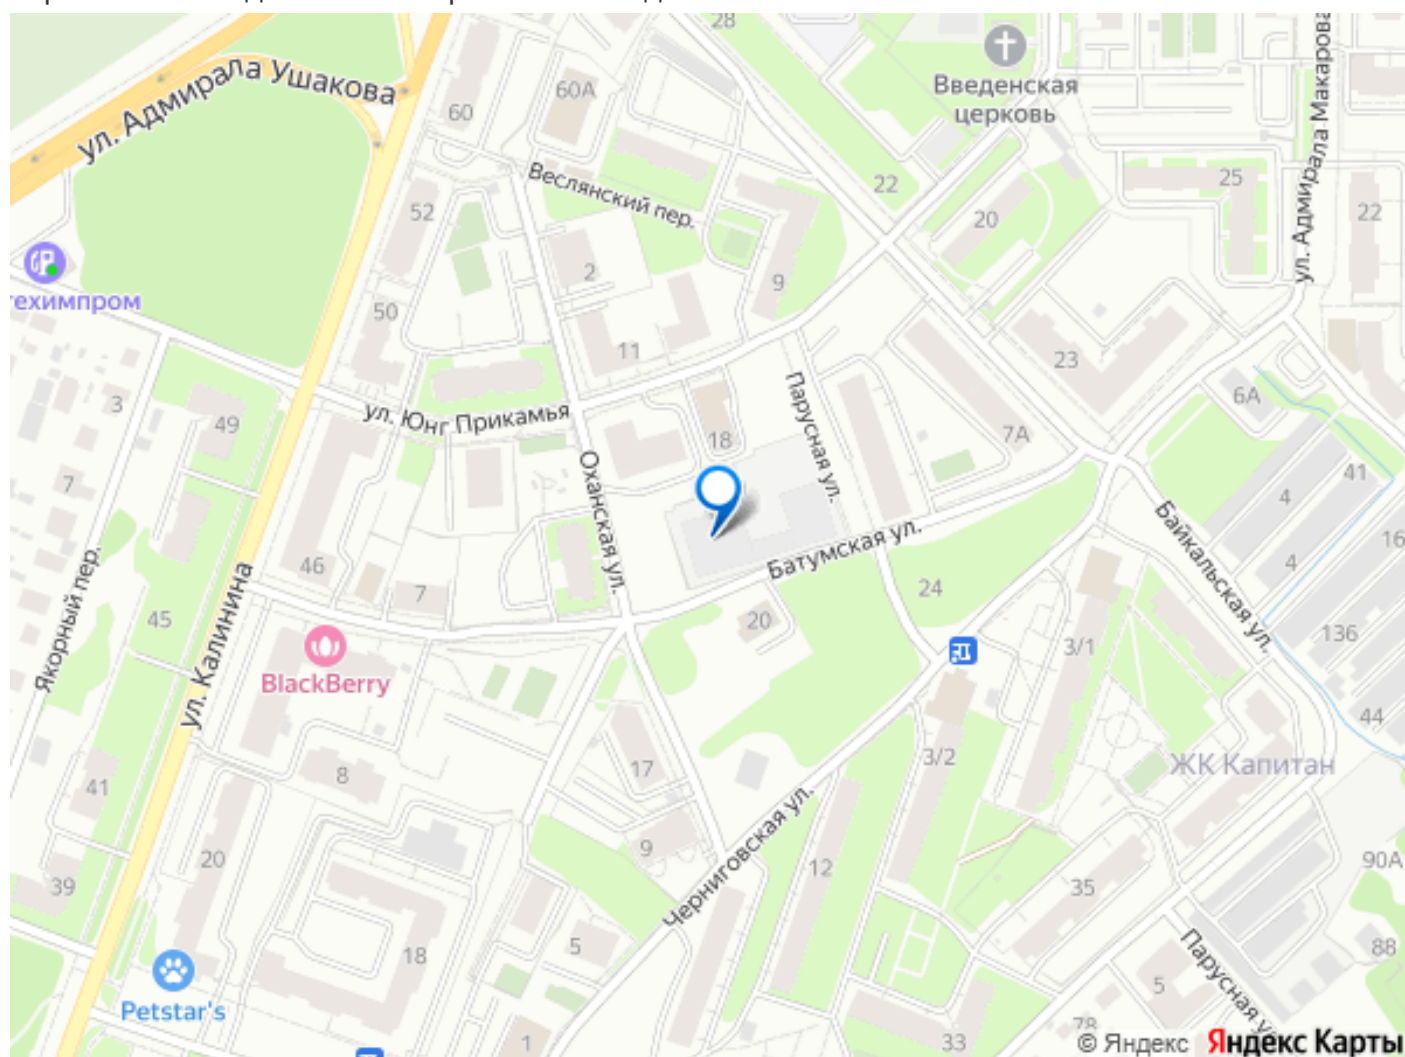 28
ул. Адмирала Ушакова
60А
60
Введенская
церковь
ул. Адмирала Макарова
Веслянский пер.
52
22
20
25
22
2
9
ехимпром
50
11
23
3
49
ул. Юнг Прикамья
Парусная ул.
6А
18
7А
7
Оханская ул.
41
4
Батумская ул.
Байкальская ул.
16
46
7
4
24
Якорный пер.
45
ул. Калинина
20
136
3/1
BlackBerry
44
3/2
ЖК Капитан
17
8
41
Черниговская ул.
9
20
12
90А
39
35
5
18
88
Парусная ул.
5
Petstar's
78
1
33
© Яндекс Яндекс Карты